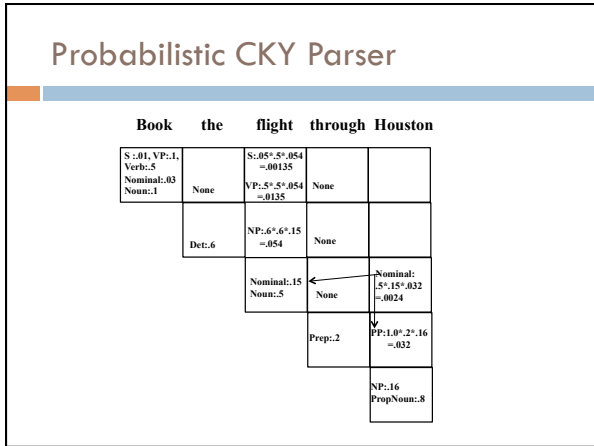 Probabilistic CKY Parser
Book the flight through Houston
S :.01, VP:.1,
Verb:.5
Nominal:.03
Noun:.1
None
S:.05*.5*.054
=.00135
VP:.5*.5*.054
=.0135
None
Det:.6
NP:.6*.6*.15
=.054
None
Nominal:.15
Noun:.5
None
Nominal:
.5*.15*.032
=.0024
Prep:.2
PP:1.0*.2*.16
=.032
NP:.16
PropNoun:.8